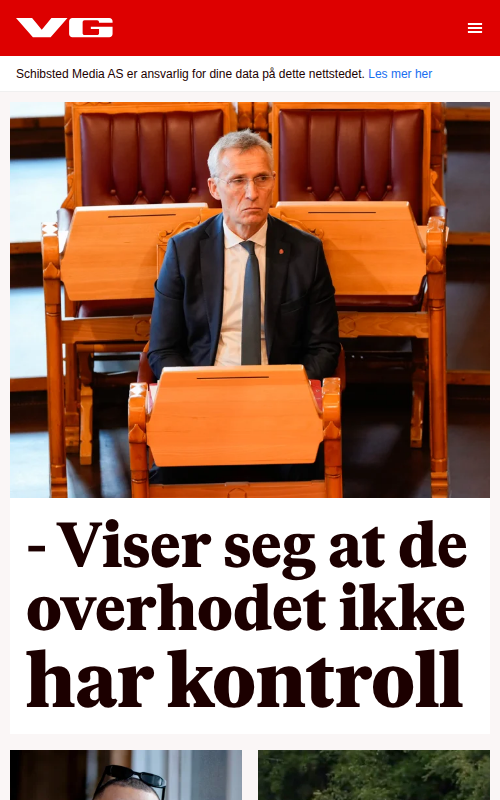 VG
Schibsted Media AS er ansvarlig for dine data på dette nettstedet. Les mer her
- Viser seg at de
overhodet ikke
har kontroll